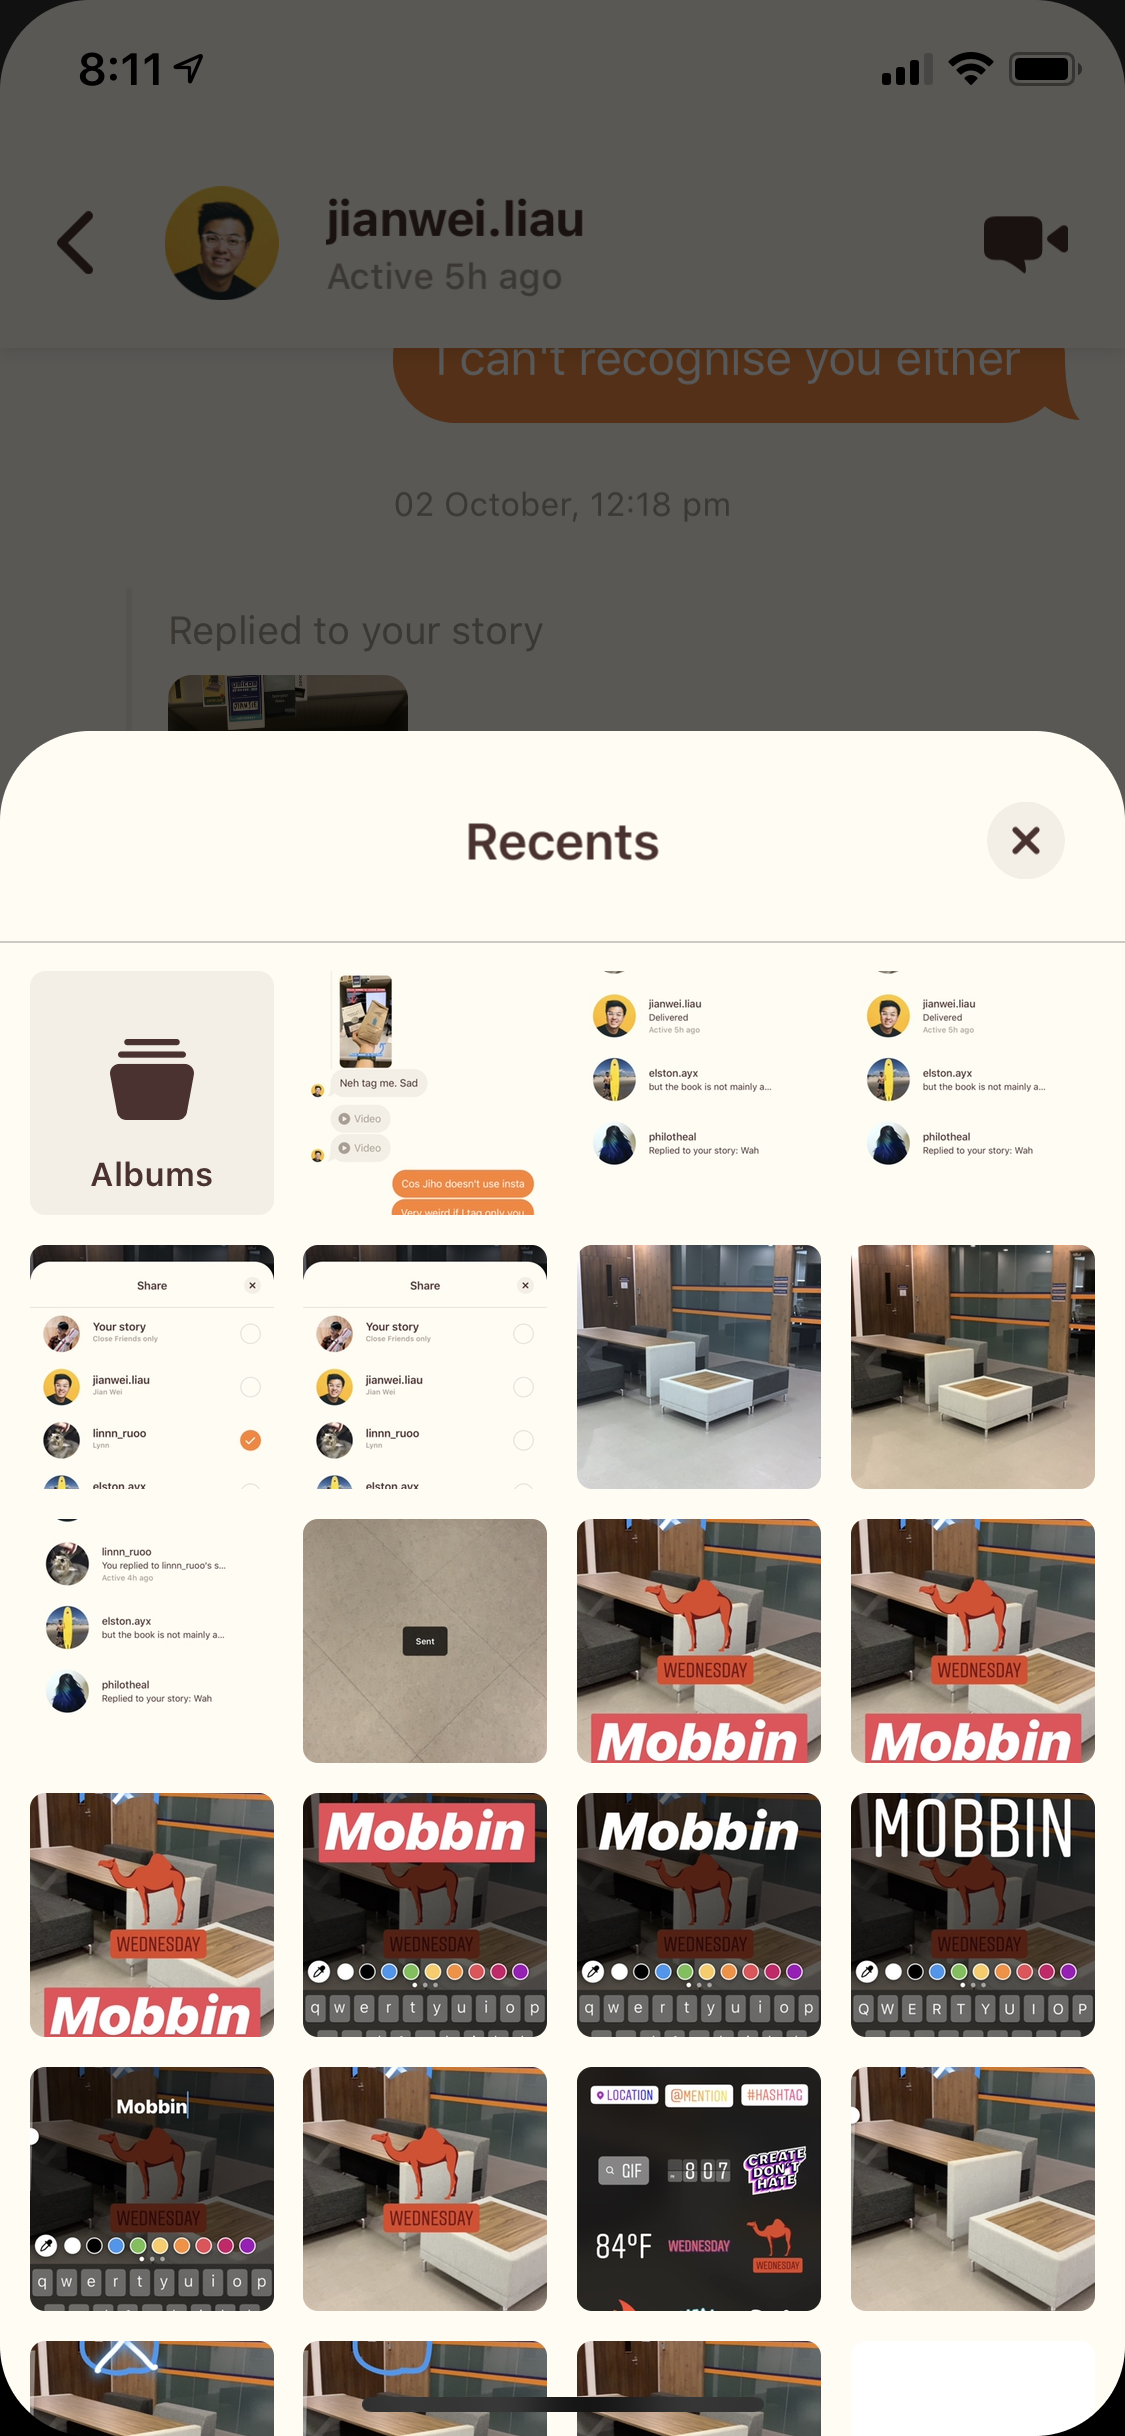 8:11
jianwei.liau
Active 5h ago
I can't recognise you either
02 October, 12:18 pm
Replied to your story
Recents
Albums
Neh tag me. Sad
Video
Video
Cos Jiho doesn't use insta
Very weird if I tag only you
jianwei.liau
Delivered
Active 5h ago
elston.ayx
but the book is not mainly a...
philotheal
Replied to your story: Wah
jianwei.liau
Delivered
Active 5h ago
elston.ayx
but the book is not mainly a...
philotheal
Replied to your story: Wah
Share
Your story
Close Friends only
jianwei.liau
Jian Wei
linnn_ruoo
Lynn
elston.ayx
Share
Your story
Close Friends only
jianwei.liau
Jian Wei
linnn_ruoo
Lynn
elston.ayx
linnn_ruoo
You replied to linnn_ruoo's s...
Active 4h ago
elston.ayx
but the book is not mainly a...
philotheal
Replied to your story: Wah
Sent
WEDNESDAY
Mobbin
WEDNESDAY
Mobbin
WEDNESDAY
Mobbin
Mobbin
WEDNESDAY
q w e r t y u i o p
Mobbin
WEDNESDAY
q w e r t y u i o p
MOBBIN
WEDNESDAY
Q W E R T Y U I O P
Mobbin
WEDNESDAY
q w e r t y u i o p
WEDNESDAY
LOCATION @MENTION #HASHTAG
GIF 807 CREATE DON'T HATE
84°F WEDNESDAY WEDNESDAY